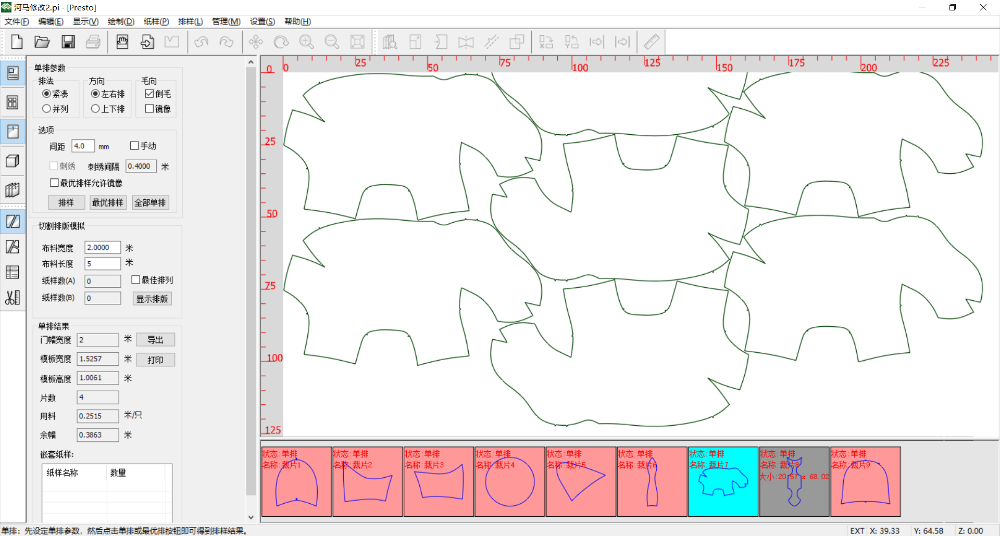 河马修改2.pi - [Presto]
文件(F) 编辑(E) 显示(V) 绘制(D) 纸样(P) 排样(L) 管理(M) 设置(S) 帮助(H)
单排参数
排法 方向 毛向
紧凑 左右排 倒毛
并列 上下排 镜像
选项
间距 4.0 mm 手动
刺绣 刺绣间隔 0.4000 米
最优排样允许镜像
排样 最优排样 全部单排
切割排版模拟
布料宽度 2.0000 米
布料长度 5 米
纸样数(A) 0 最佳排列
纸样数(B) 0 显示排版
单排结果
门幅宽度 2 米 导出
模板宽度 1.5257 米 打印
模板高度 1.0061 米
片数 4
用料 0.2515 米/只
余幅 0.3863 米
嵌套纸样:
纸样名称 数量
0 25 50 75 100 125 150 175 200 225
0
25
50
75
100
125
状态:单排
名称:裁片1
状态:单排
名称:裁片2
状态:单排
名称:裁片3
状态:单排
名称:裁片4
状态:单排
名称:裁片5
状态:单排
名称:裁片6
状态:单排
名称:裁片7
状态:单排
名称:裁片8
大小:20.57 x 68.02
状态:单排
名称:裁片9
单排：先设定单排参数，然后点击单排或最优排按钮即可得到排样结果。
EXT X: 39.33 Y: 64.58 Z: 0.00